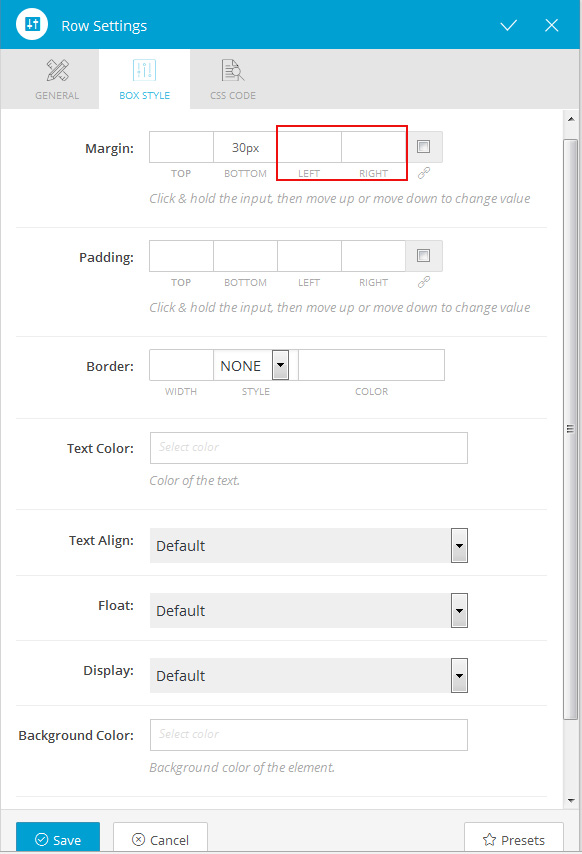 Row Settings
GENERAL
BOX STYLE
CSS CODE
Margin:
30px
TOP BOTTOM LEFT RIGHT
Click & hold the input, then move up or move down to change value
Padding:
TOP BOTTOM LEFT RIGHT
Click & hold the input, then move up or move down to change value
Border:
NONE
WIDTH STYLE COLOR
Text Color:
Select color
Color of the text.
Text Align:
Default
Float:
Default
Display:
Default
Background Color:
Select color
Background color of the element.
Save
Cancel
Presets